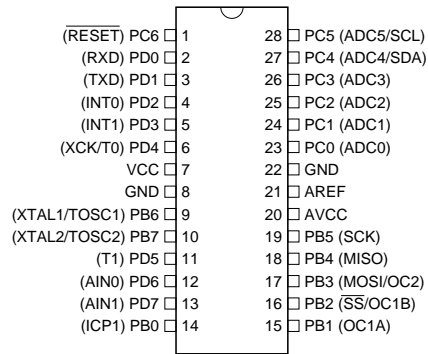 (RESET) PC6 1 28 PC5 (ADC5/SCL)
(RXD) PD0 2 27 PC4 (ADC4/SDA)
(TXD) PD1 3 26 PC3 (ADC3)
(INT0) PD2 4 25 PC2 (ADC2)
(INT1) PD3 5 24 PC1 (ADC1)
(XCK/T0) PD4 6 23 PC0 (ADC0)
VCC 7 22 GND
GND 8 21 AREF
(XTAL1/TOSC1) PB6 9 20 AVCC
(XTAL2/TOSC2) PB7 10 19 PB5 (SCK)
(T1) PD5 11 18 PB4 (MISO)
(AIN0) PD6 12 17 PB3 (MOSI/OC2)
(AIN1) PD7 13 16 PB2 (SS/OC1B)
(ICP1) PB0 14 15 PB1 (OC1A)